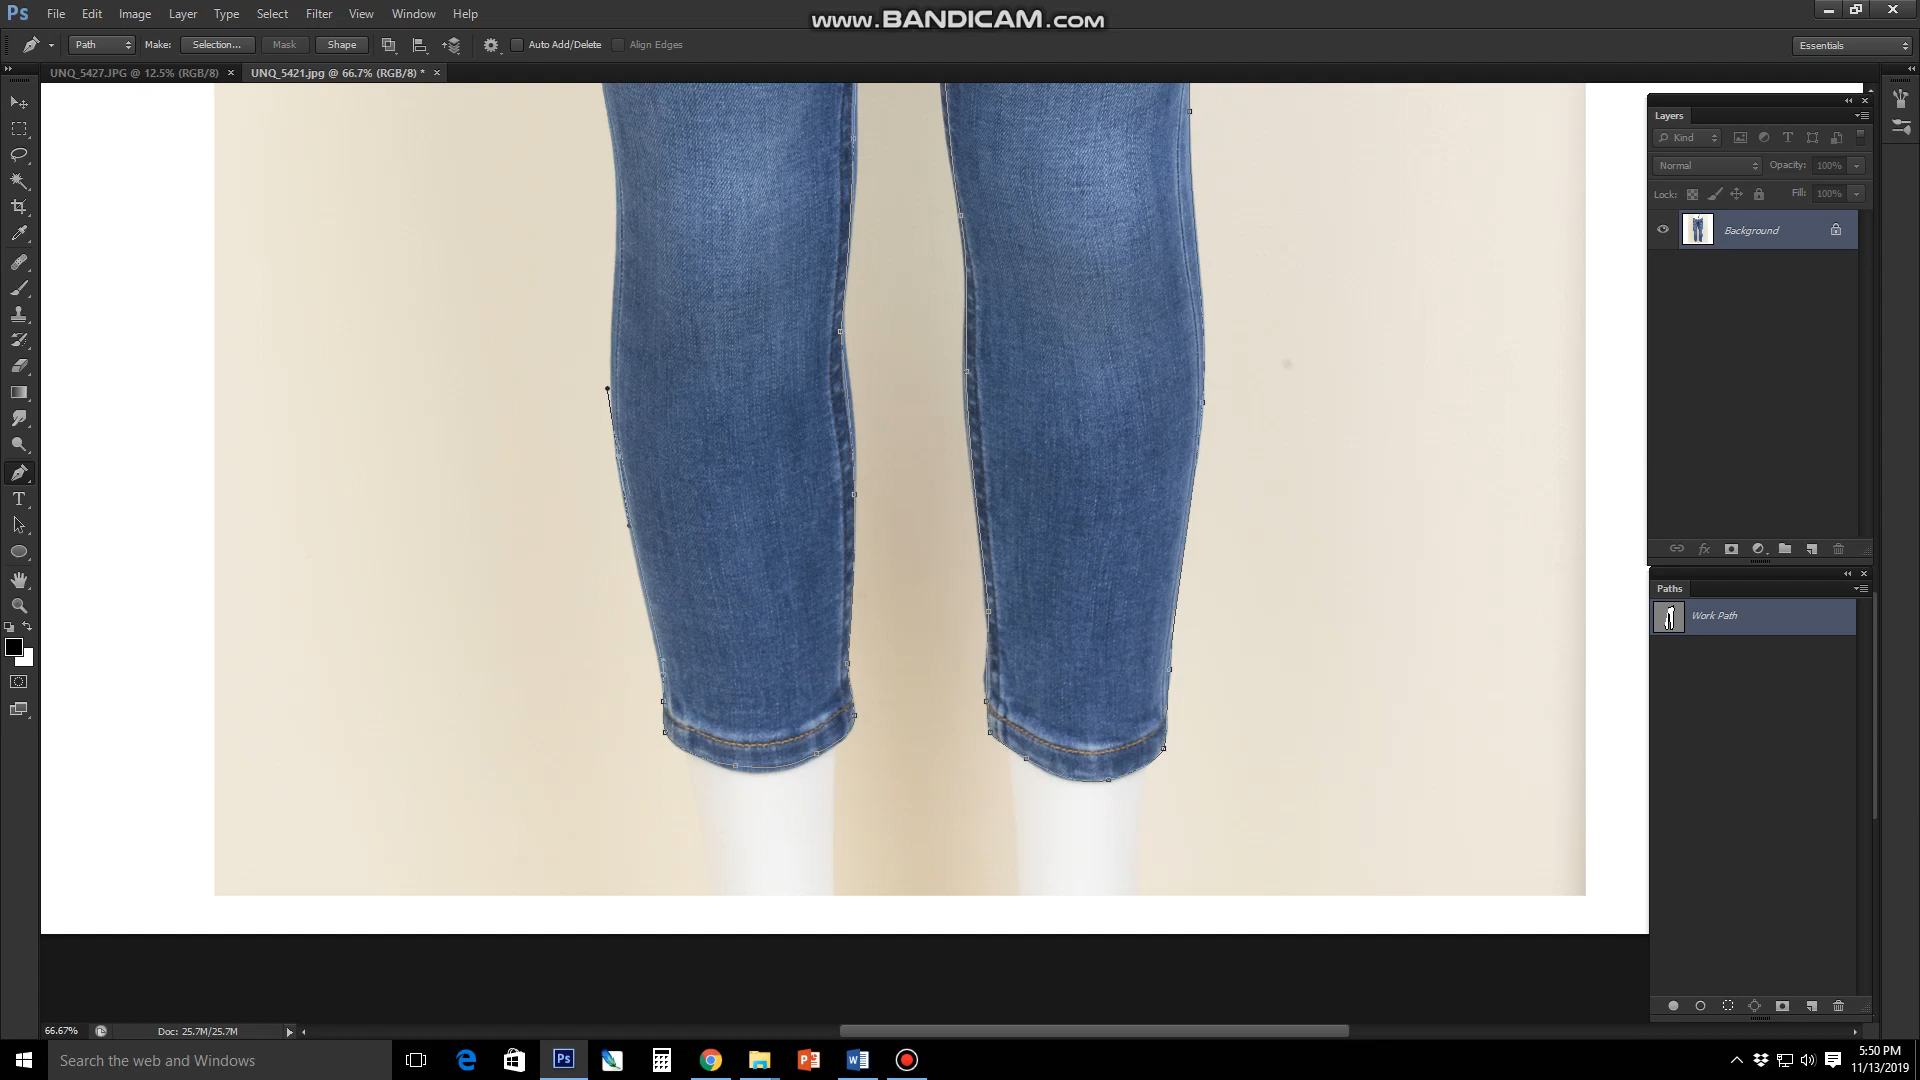 WWW.BANDICAM.COM
Ps File Edit Image Layer Type Select Filter View Window Help
Path Make: Selection... Mask Shape Auto Add/Delete Align Edges Essentials
UNQ_5427.JPG @ 12.5% (RGB/8) × UNQ_5421.jpg @ 66.7% (RGB/8) * ×
Layers
Kind
Normal Opacity: 100%
Lock: Fill: 100%
Background
Paths
Work Path
66.67% Doc: 25.7M/25.7M
Search the web and Windows
5:50 PM
11/13/2019